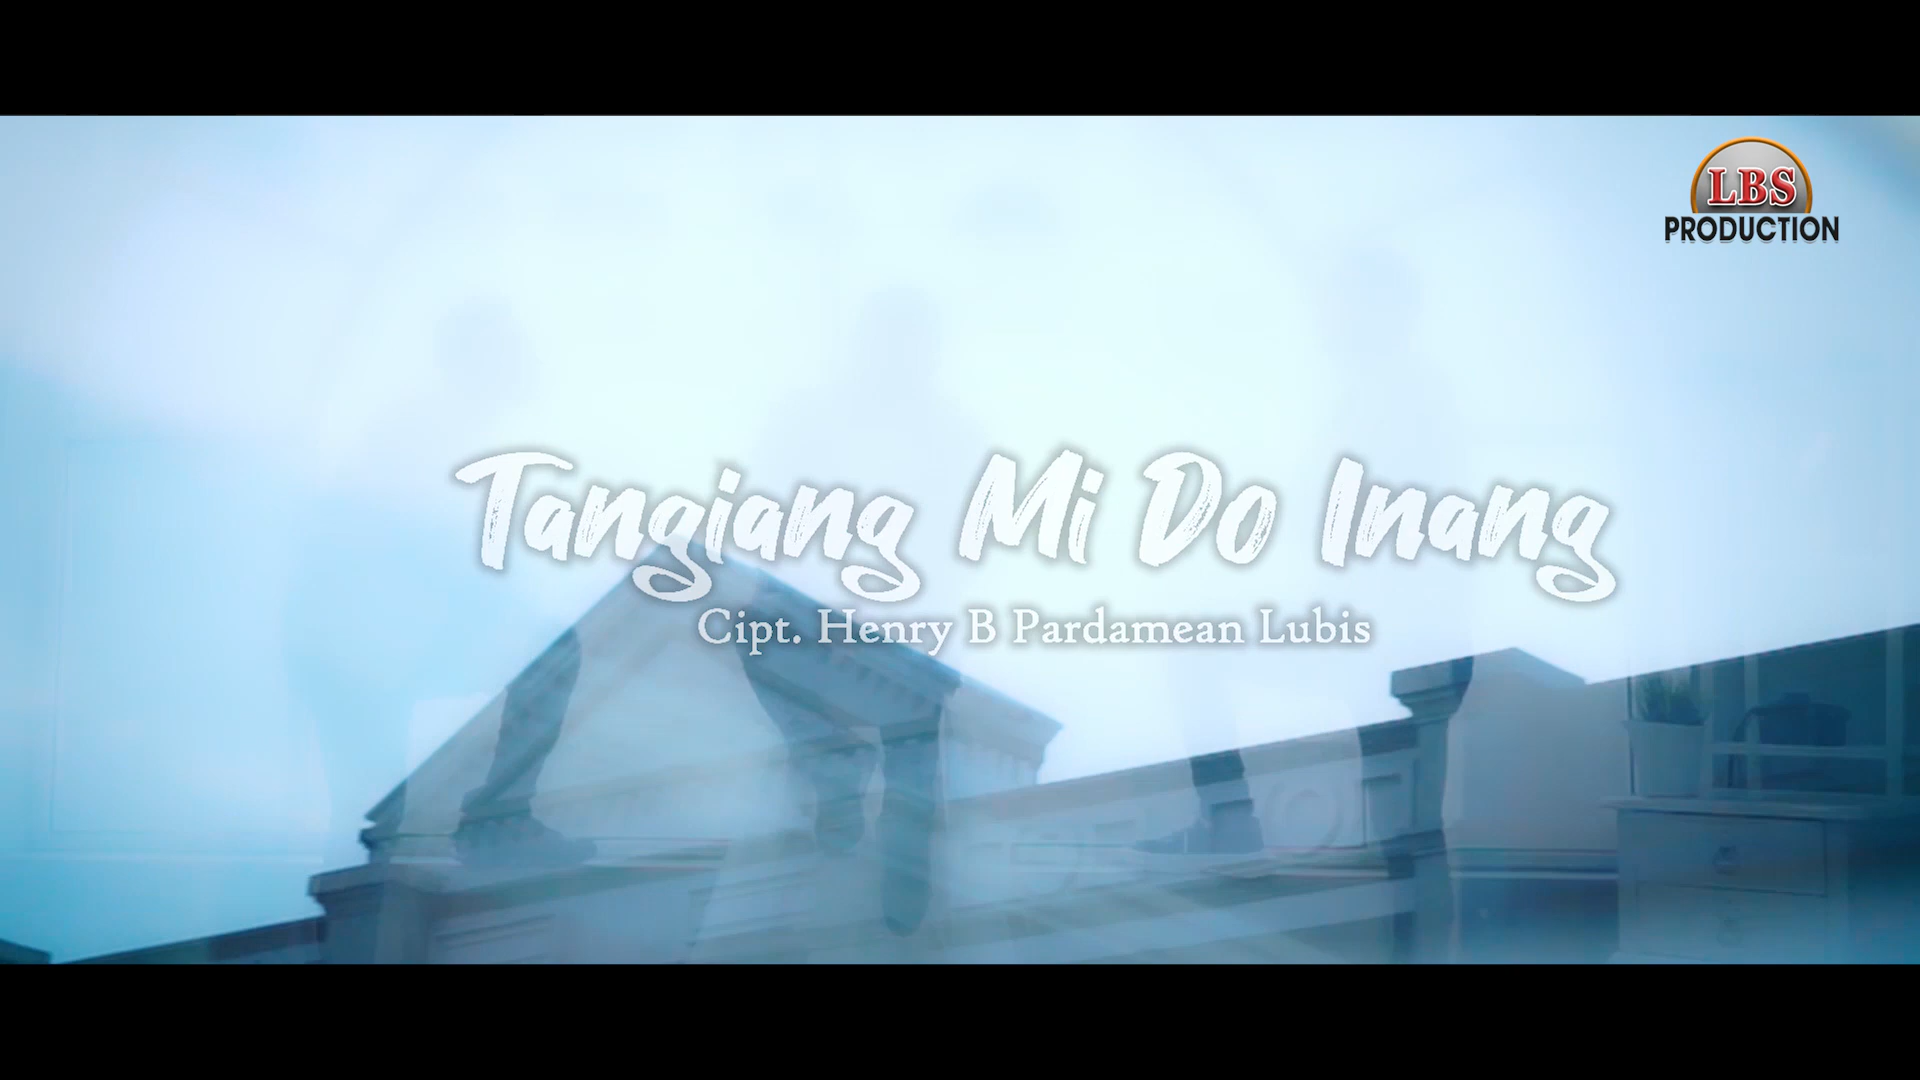 LBS
PRODUCTION
Tangiang Mi Do Inang
Cipt. Henry B Pardamean Lubis